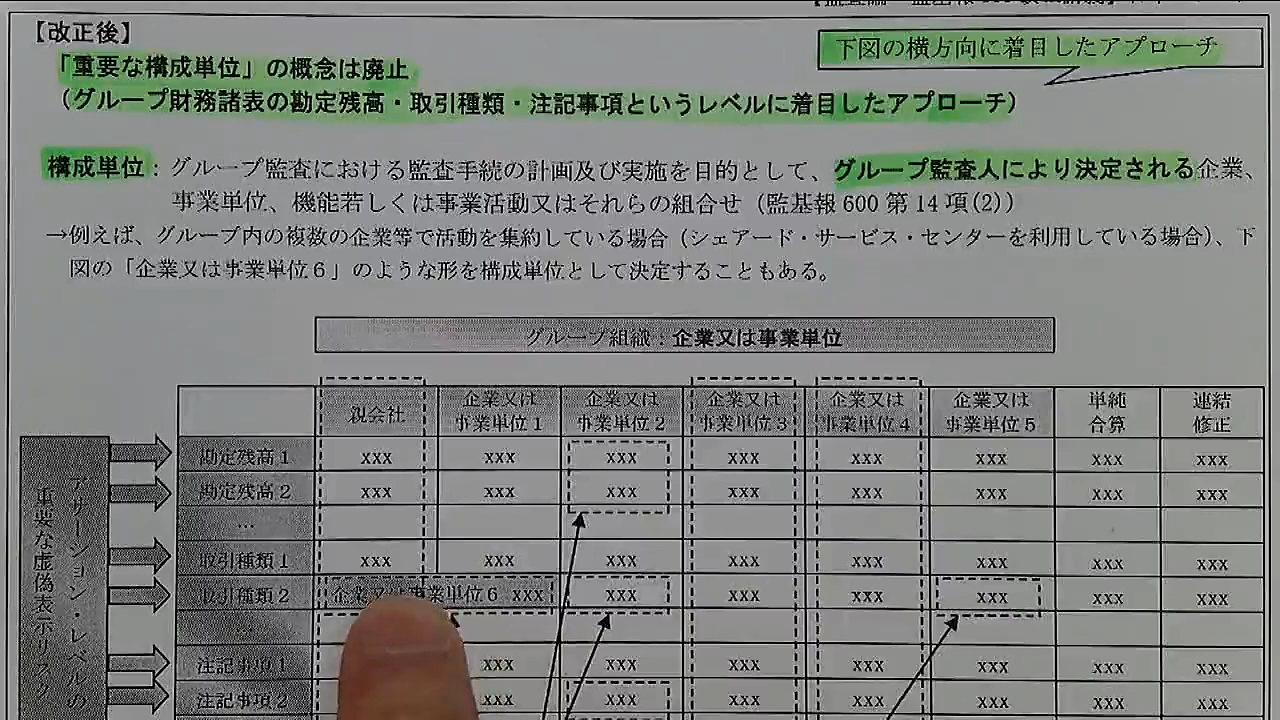 【改正後】
下図の横方向に着目したアプローチ
「重要な構成単位」の概念は廃止
（グループ財務諸表の勘定残高・取引種類・注記事項というレベルに着目したアプローチ）
構成単位：グループ監査における監査手続の計画及び実施を目的として、グループ監査人により決定される企業、
事業単位、機能若しくは事業活動又はそれらの組合せ（監基報 600 第 14 項(2)）
→例えば、グループ内の複数の企業等で活動を集約している場合（シェアード・サービス・センターを利用している場合）、下
図の「企業又は事業単位６」のような形を構成単位として決定することもある。
グループ組織：企業又は事業単位
親会社 企業又は事業単位１ 企業又は事業単位２ 企業又は事業単位３ 企業又は事業単位４ 企業又は事業単位５ 単純合算 連結修正
アサーション・レベルの
重要な虚偽表示リスク
勘定残高１ xxx xxx xxx xxx xxx xxx xxx xxx
勘定残高２ xxx xxx xxx xxx xxx xxx xxx xxx
…
取引種類１ xxx xxx xxx xxx xxx xxx xxx xxx
取引種類２ 企業又は事業単位６ xxx xxx xxx xxx xxx xxx xxx
注記事項１ xxx xxx xxx xxx xxx xxx xxx
注記事項２ xxx xxx xxx xxx xxx xxx xxx